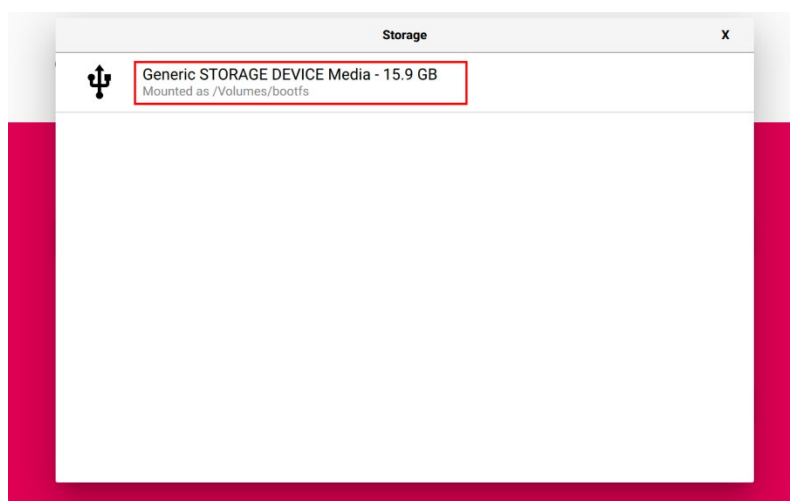 Storage
X
Generic STORAGE DEVICE Media - 15.9 GB
Mounted as /Volumes/bootfs